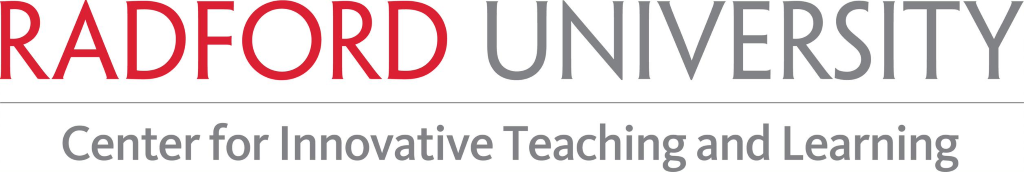 RADFORD UNIVERSITY
Center for Innovative Teaching and Learning